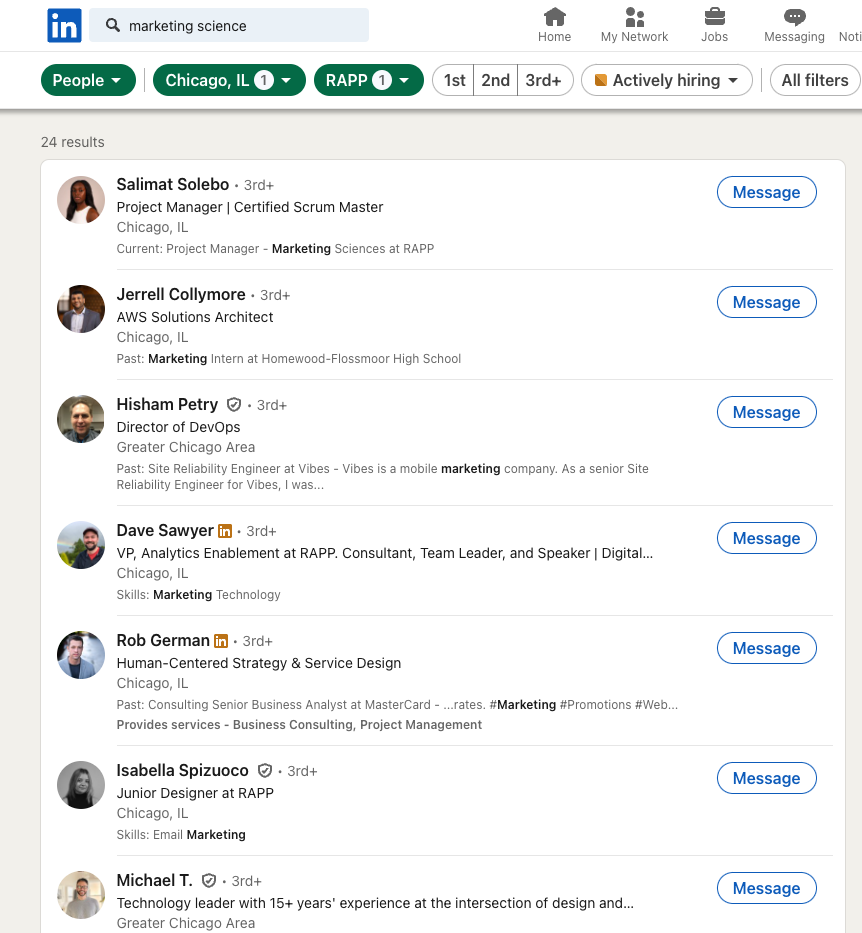 in
marketing science
Home
My Network
Jobs
Messaging
Noti
People
Chicago, IL 1
RAPP 1
1st
2nd
3rd+
Actively hiring
All filters
24 results
Salimat Solebo • 3rd+
Message
Project Manager | Certified Scrum Master
Chicago, IL
Current: Project Manager - Marketing Sciences at RAPP
Jerrell Collymore • 3rd+
Message
AWS Solutions Architect
Chicago, IL
Past: Marketing Intern at Homewood-Flossmoor High School
Hisham Petry • 3rd+
Message
Director of DevOps
Greater Chicago Area
Past: Site Reliability Engineer at Vibes - Vibes is a mobile marketing company. As a senior Site
Reliability Engineer for Vibes, I was...
Dave Sawyer in • 3rd+
Message
VP, Analytics Enablement at RAPP. Consultant, Team Leader, and Speaker | Digital...
Chicago, IL
Skills: Marketing Technology
Rob German in • 3rd+
Message
Human-Centered Strategy & Service Design
Chicago, IL
Past: Consulting Senior Business Analyst at MasterCard - ...rates. #Marketing #Promotions #Web...
Provides services - Business Consulting, Project Management
Isabella Spizuoco • 3rd+
Message
Junior Designer at RAPP
Chicago, IL
Skills: Email Marketing
Michael T. • 3rd+
Message
Technology leader with 15+ years' experience at the intersection of design and...
Greater Chicago Area